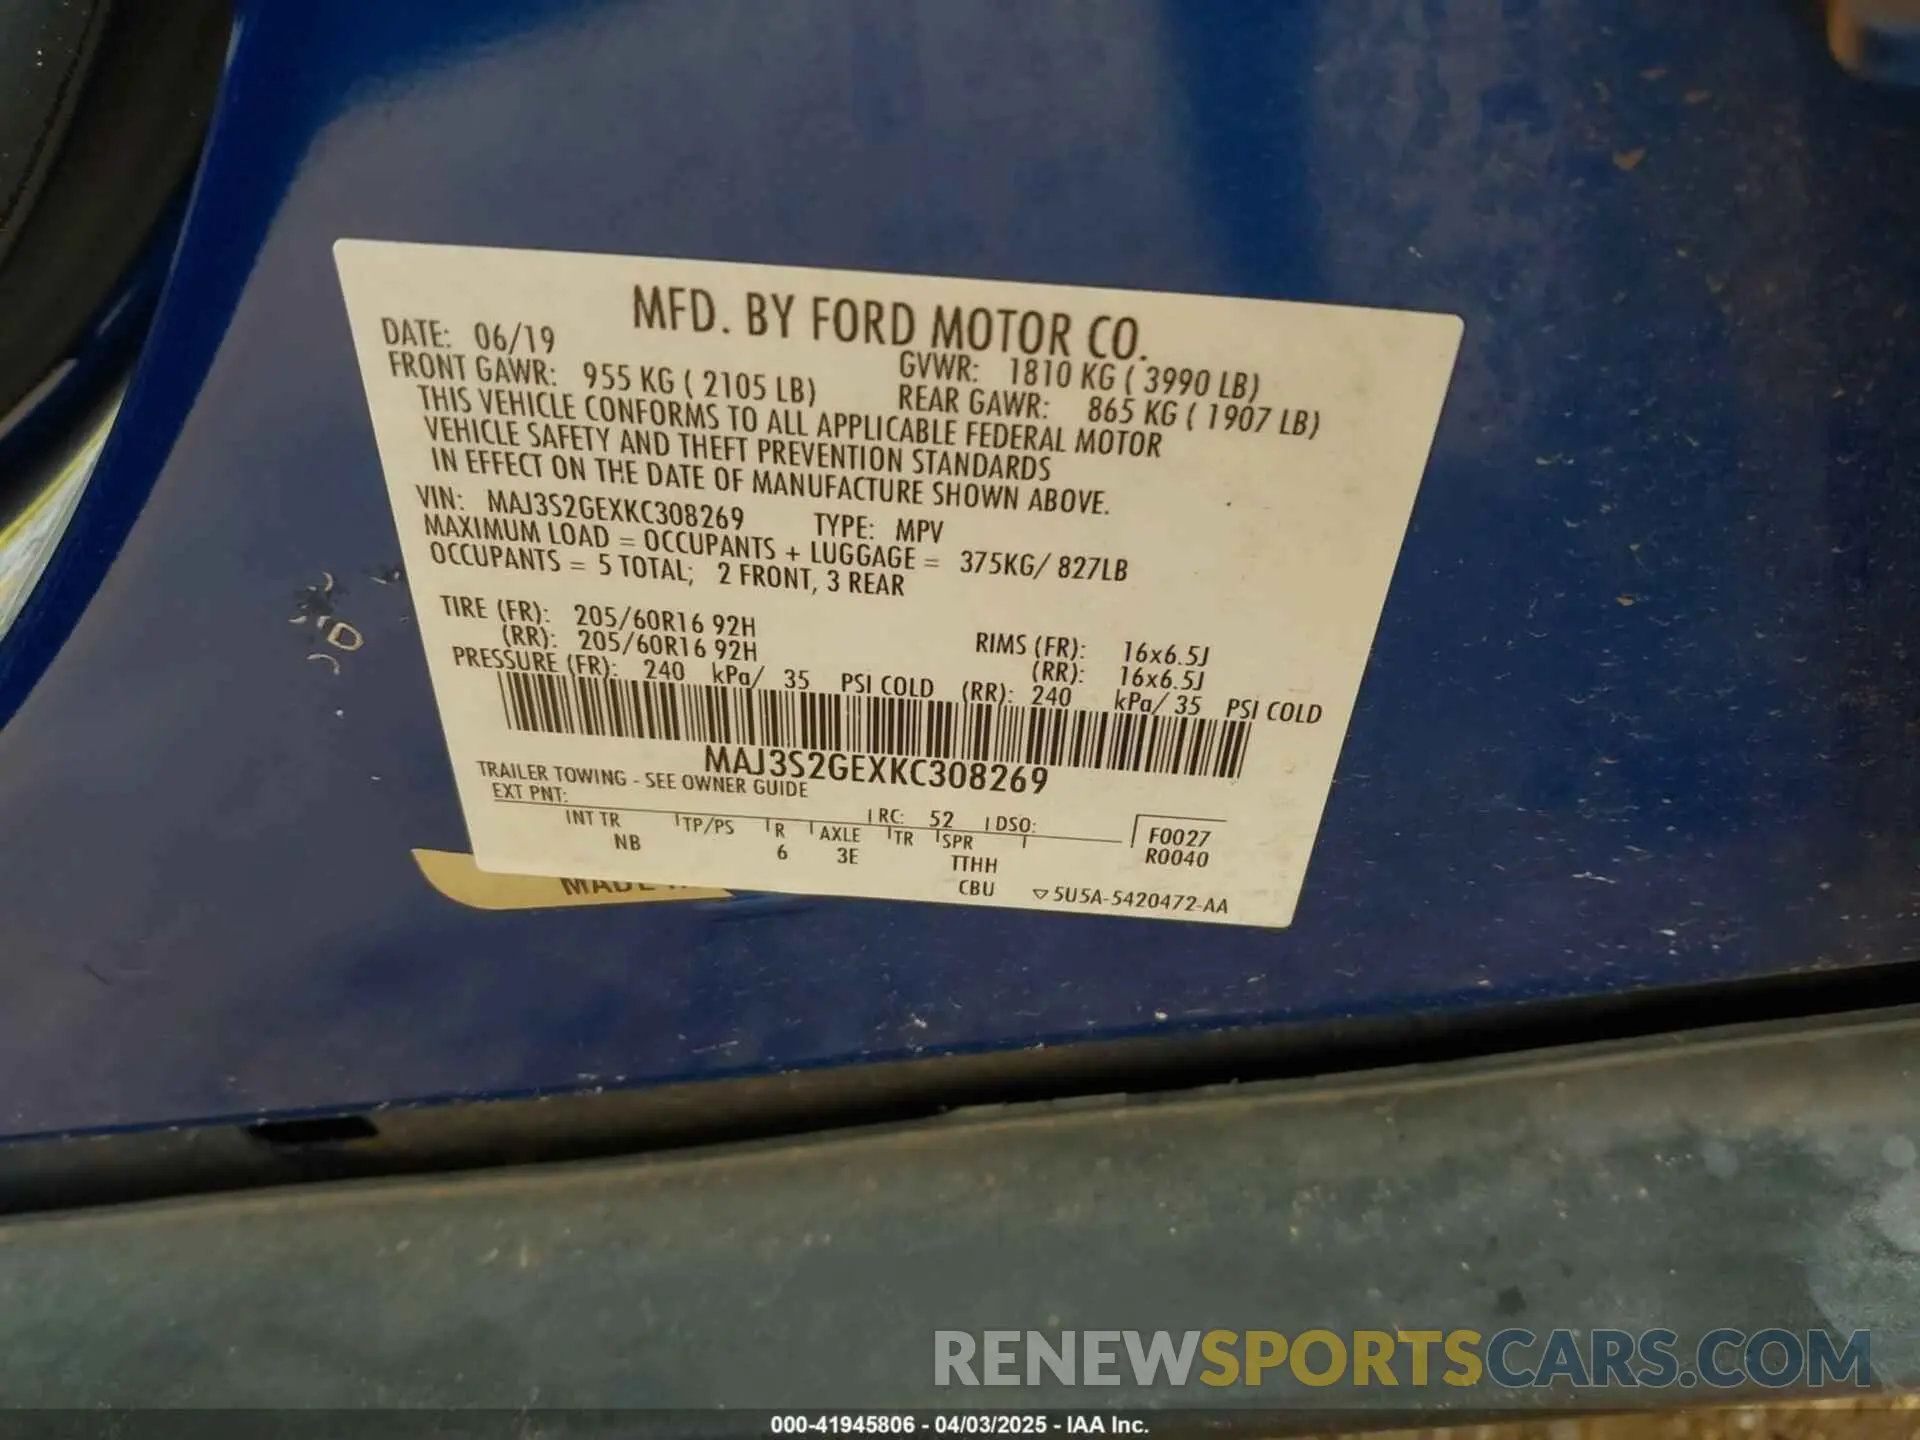 MFD. BY FORD MOTOR CO.
DATE: 06/19 GVWR: 1810 KG ( 3990 LB)
FRONT GAWR: 955 KG ( 2105 LB) REAR GAWR: 865 KG ( 1907 LB)
THIS VEHICLE CONFORMS TO ALL APPLICABLE FEDERAL MOTOR
VEHICLE SAFETY AND THEFT PREVENTION STANDARDS
IN EFFECT ON THE DATE OF MANUFACTURE SHOWN ABOVE.
VIN: MAJ3S2GEXKC308269 TYPE: MPV
MAXIMUM LOAD = OCCUPANTS + LUGGAGE = 375KG/ 827LB
OCCUPANTS = 5 TOTAL; 2 FRONT, 3 REAR
TIRE (FR): 205/60R16 92H RIMS (FR): 16x6.5J
(RR): 205/60R16 92H (RR): 16x6.5J
PRESSURE (FR): 240 kPa/ 35 PSI COLD (RR): 240 kPa/ 35 PSI COLD
MAJ3S2GEXKC308269
TRAILER TOWING - SEE OWNER GUIDE
EXT PNT: RC: 52 DSO:
INT TR TP/PS R AXLE TR SPR F0027
NB 6 3E TTHH R0040
CBU ▽5U5A-5420472-AA
MADE
RENEWSPORTSCARS.COM
000-41945806 - 04/03/2025 - IAA Inc.